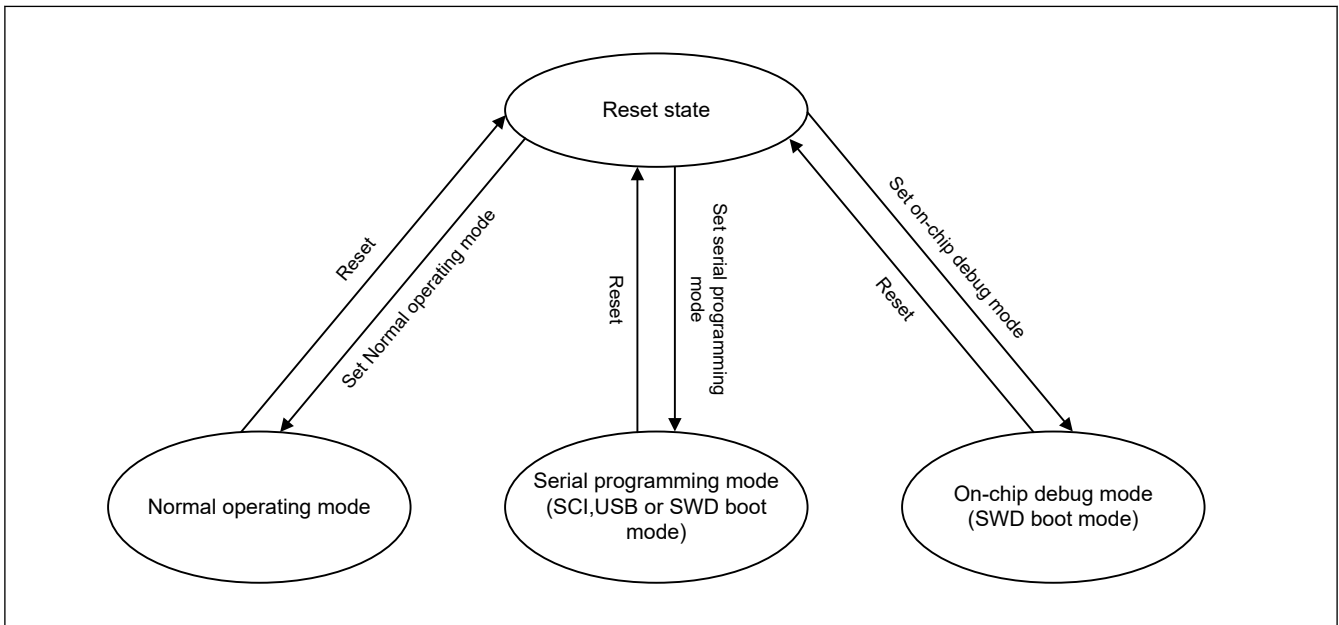 Reset state
Reset
Set Normal operating mode
Reset
Set serial programming
mode
Reset
Set on-chip debug mode
Normal operating mode
Serial programming mode
(SCI,USB or SWD boot
mode)
On-chip debug mode
(SWD boot mode)